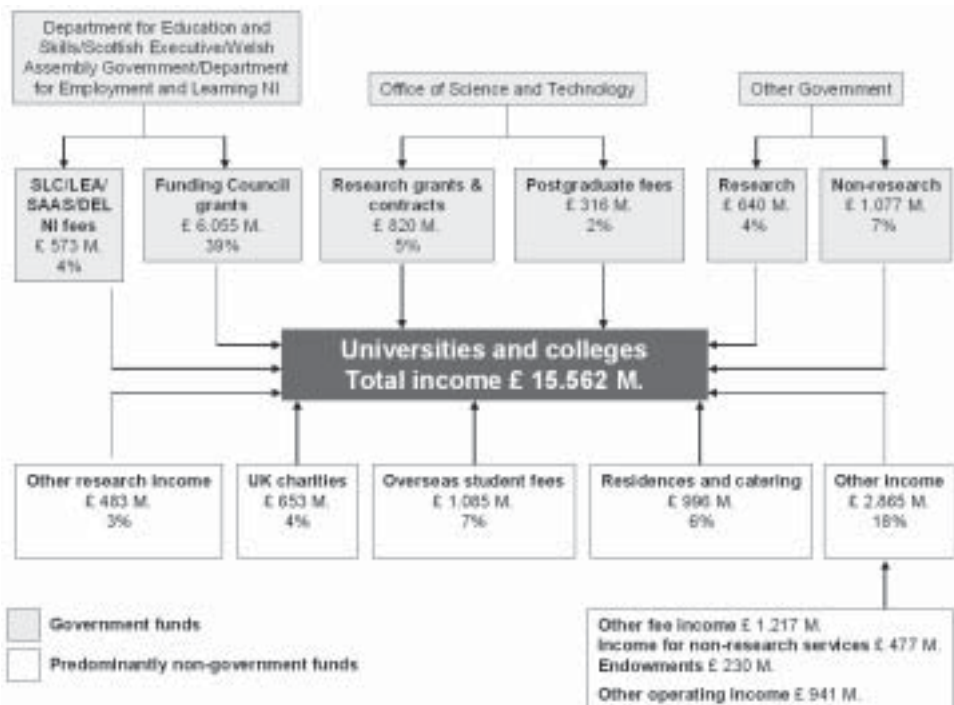 Department for Education and
Skills/Scottish Executive/Welsh
Assembly Government/Department
for Employment and Learning NI
Office of Science and Technology
Other Government
SLC/LEA/
SAAS/DEL
NI fees
£ 573 M.
4%
Funding Council
grants
£ 6.055 M.
39%
Research grants &
contracts
£ 820 M.
5%
Postgraduate fees
£ 316 M.
2%
Research
£ 640 M.
4%
Non-research
£ 1.077 M.
7%
Universities and colleges
Total income £ 15.562 M.
Other research income
£ 483 M.
3%
UK charities
£ 653 M.
4%
Overseas student fees
£ 1.085 M.
7%
Residences and catering
£ 996 M.
6%
Other income
£ 2.865 M.
18%
Government funds
Predominantly non-government funds
Other fee income £ 1.217 M.
Income for non-research services £ 477 M.
Endowments £ 230 M.
Other operating income £ 941 M.